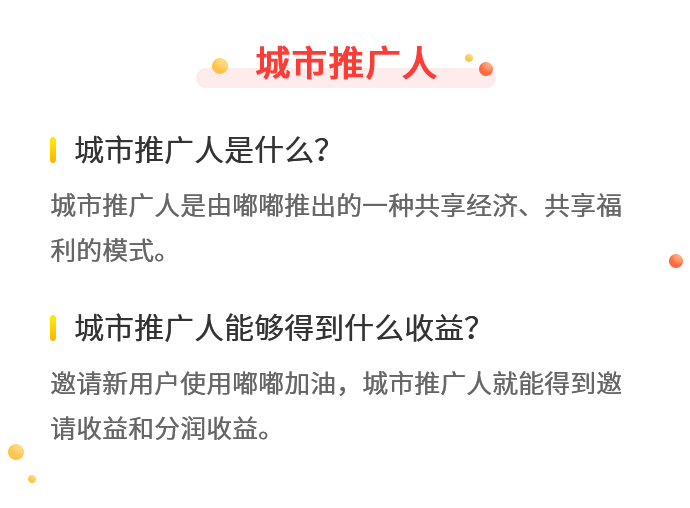 城市推广人
城市推广人是什么?
城市推广人是由嘟嘟推出的一种共享经济、共享福
利的模式。
城市推广人能够得到什么收益?
邀请新用户使用嘟嘟加油，城市推广人就能得到邀
请收益和分润收益。